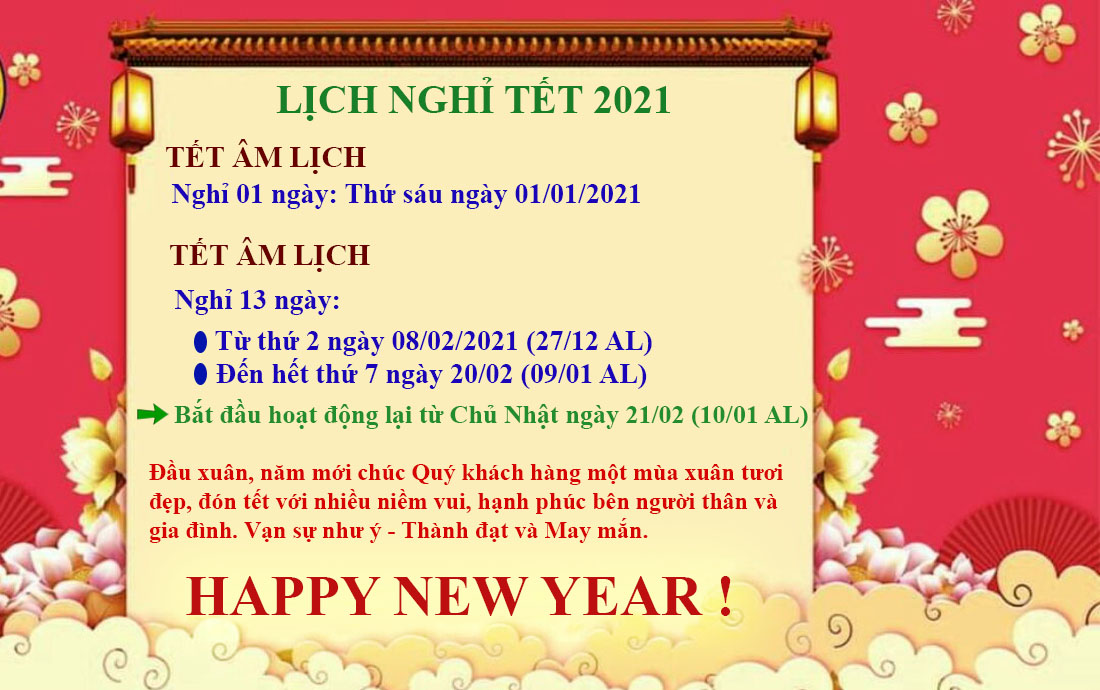 LỊCH NGHỈ TẾT 2021
TẾT ÂM LỊCH
Nghỉ 01 ngày: Thứ sáu ngày 01/01/2021
TẾT ÂM LỊCH
Nghỉ 13 ngày:
Từ thứ 2 ngày 08/02/2021 (27/12 AL)
Đến hết thứ 7 ngày 20/02 (09/01 AL)
Bắt đầu hoạt động lại từ Chủ Nhật ngày 21/02 (10/01 AL)
Đầu xuân, năm mới chúc Quý khách hàng một mùa xuân tươi
đẹp, đón tết với nhiều niềm vui, hạnh phúc bên người thân và
gia đình. Vạn sự như ý - Thành đạt và May mắn.
HAPPY NEW YEAR !